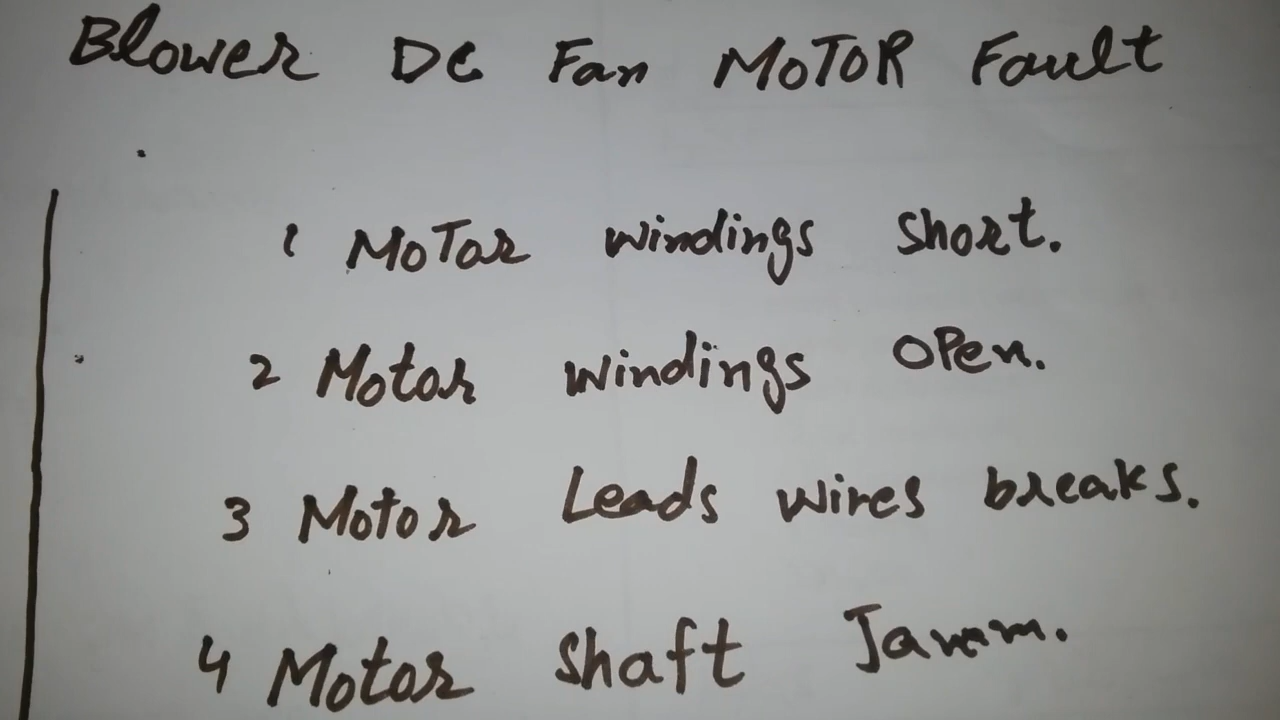 Blower DC Fan MOTOR Fault
1 MoTor windings short.
2 Motor windings OPen.
3 Motor Leads wires breaks.
4 Motor shaft Jamm.